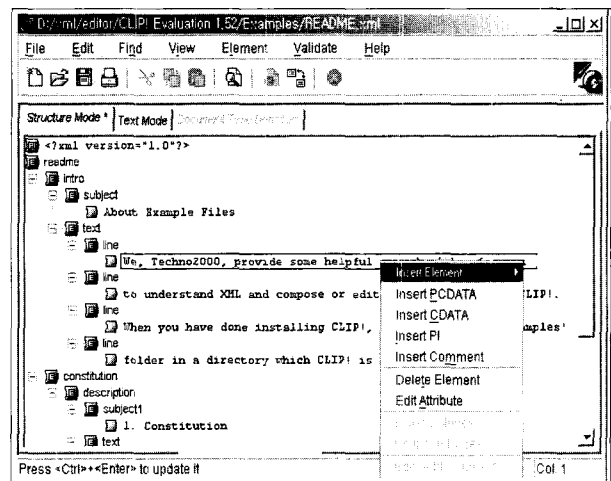 D:/xml/editor/CLIP! Evaluation 1,52/Examples/README.xml
File Edit Find View Element Validate Help
Structure Mode * Text Mode Document Type Definition
<?xml version="1.0"?>
readme
intro
subject
About Example Files
text
line
We, Techno2000, provide some helpful
line
to understand XML and compose or edit LIP!.
line
When you have done installing CLIP!, amples'
line
folder in a directory which CLIP! is
constitution
description
subject1
1. Constitution
text
Insert Element
Insert PCDATA
Insert CDATA
Insert PI
Insert Comment
Delete Element
Edit Attribute
Press <Ctrl>+<Enter> to update it Col: 1